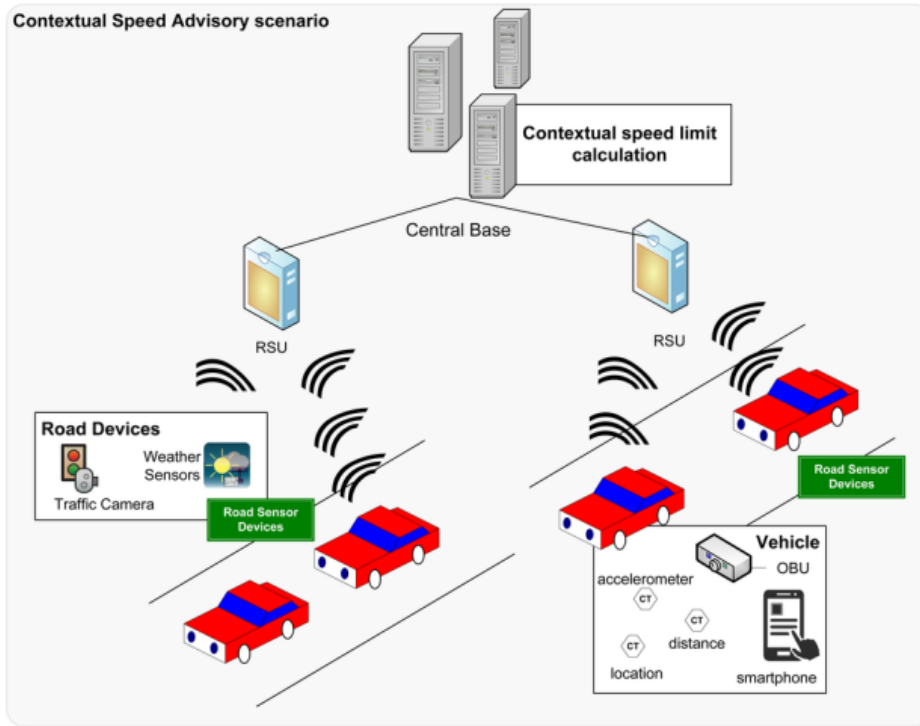 Contextual Speed Advisory scenario
Contextual speed limit
calculation
Central Base
RSU
RSU
Road Devices
Weather
Sensors
Traffic Camera
Road Sensor
Devices
Road Sensor
Devices
Vehicle
OBU
accelerometer
CT
CT
distance
CT
location
smartphone